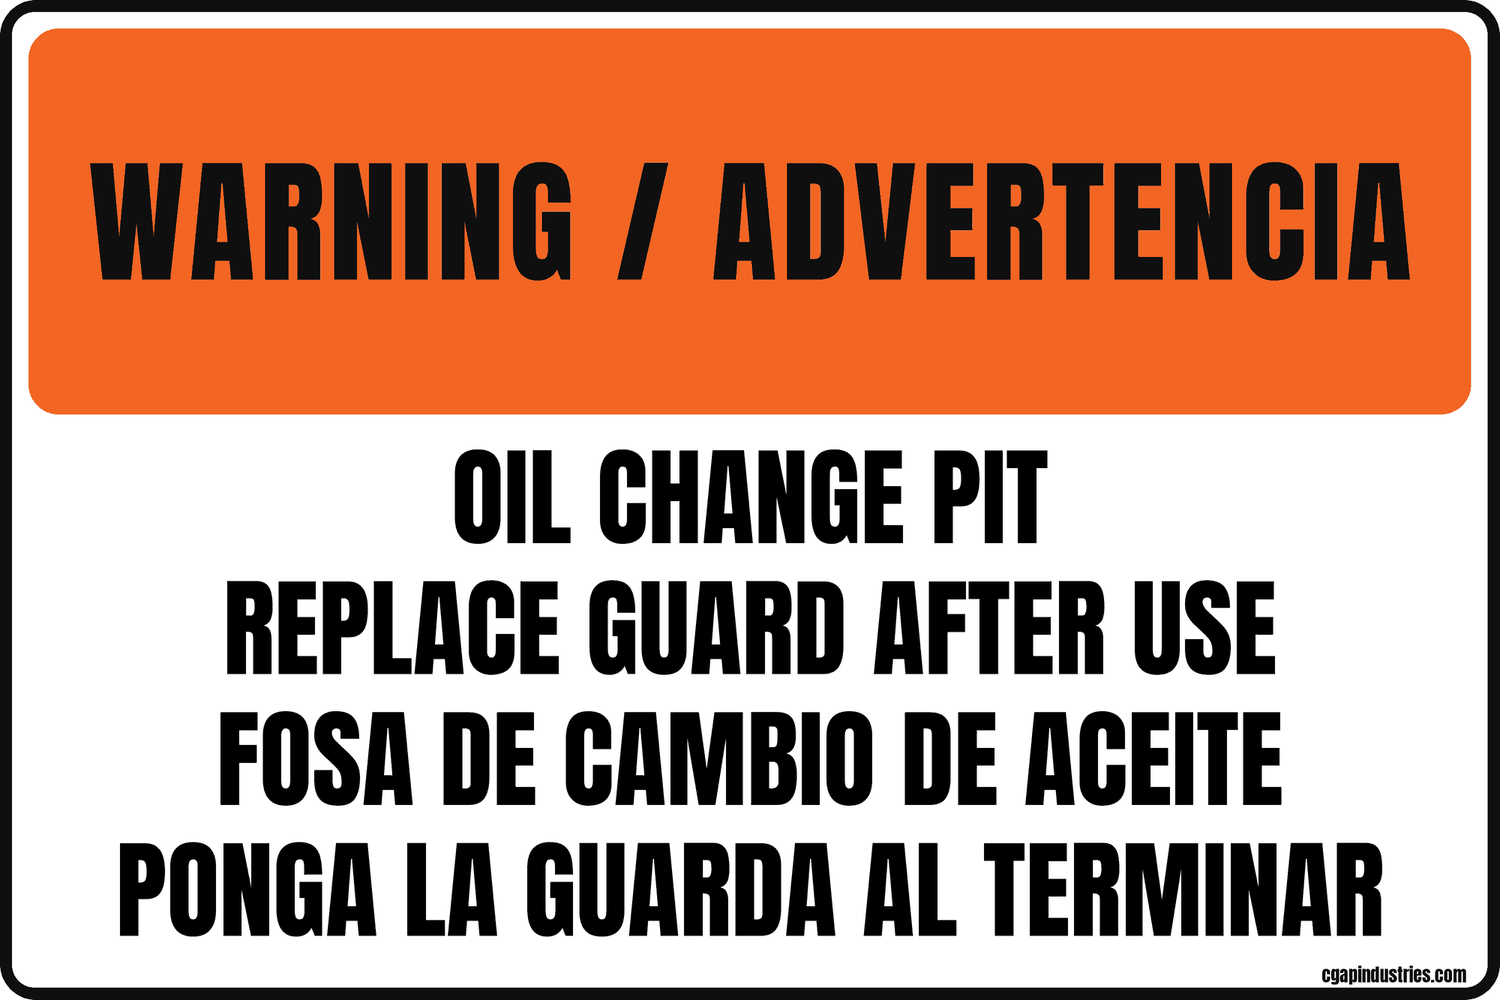 WARNING / ADVERTENCIA
OIL CHANGE PIT
REPLACE GUARD AFTER USE
FOSA DE CAMBIO DE ACEITE
PONGA LA GUARDA AL TERMINAR
cgapindustries.com